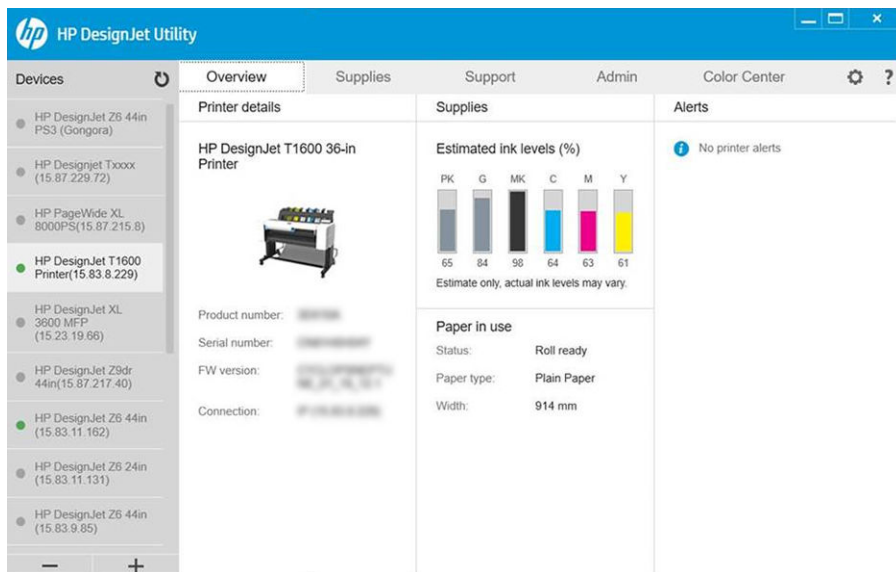 hp HP DesignJet Utility
Devices
Overview Supplies Support Admin Color Center ?
HP DesignJet Z6 44in
PS3 (Gongora)
HP Designjet Txxxx
(15.87.229.72)
HP PageWide XL
8000PS(15.87.215.8)
HP DesignJet T1600
Printer(15.83.8.229)
HP DesignJet XL
3600 MFP
(15.23.19.66)
HP DesignJet Z9dr
44in(15.87.217.40)
HP DesignJet Z6 44in
(15.83.11.162)
HP DesignJet Z6 24in
(15.83.11.131)
HP DesignJet Z6 44in
(15.83.9.85)
Printer details
HP DesignJet T1600 36-in
Printer
Product number:
Serial number:
FW version:
Connection:
Supplies
Estimated ink levels (%)
PK G MK C M Y
65 84 98 64 63 61
Estimate only, actual ink levels may vary.
Paper in use
Status: Roll ready
Paper type: Plain Paper
Width: 914 mm
Alerts
No printer alerts